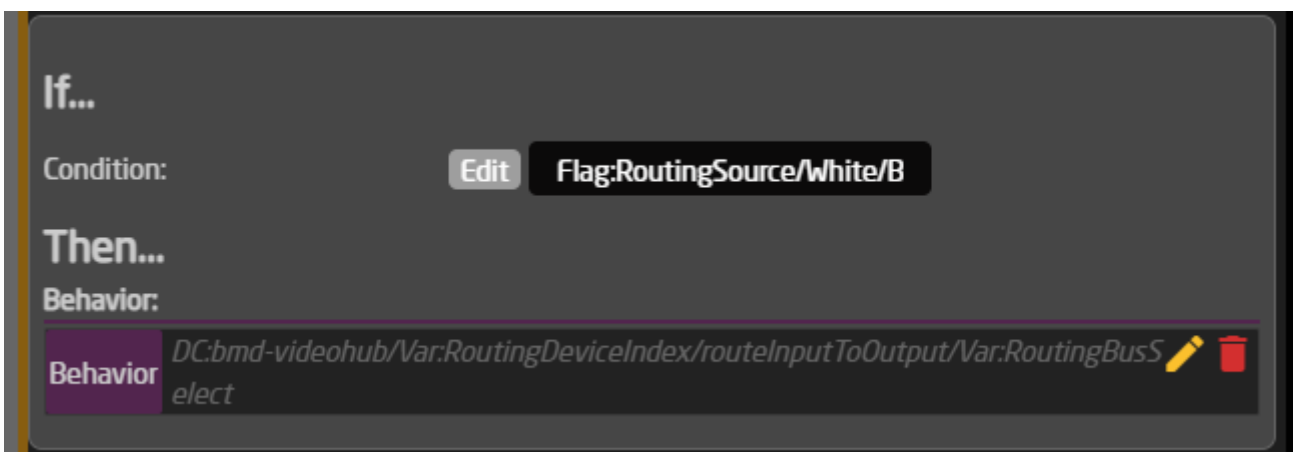 If...
Condition: Edit Flag:RoutingSource/White/B
Then...
Behavior:
Behavior DC:bmd-videohub/Var:RoutingDeviceIndex/routeInputToOutput/Var:RoutingBusS
elect